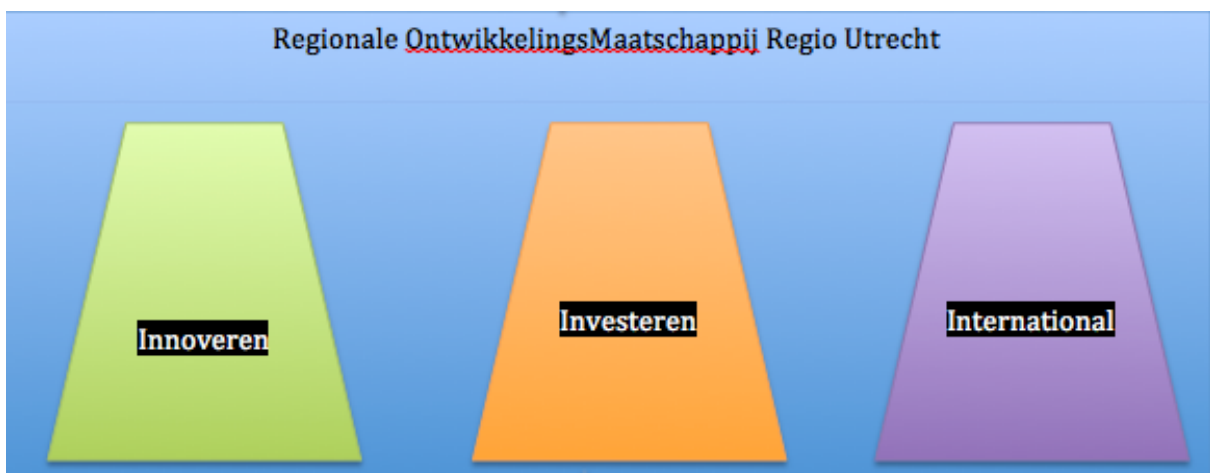 Regionale OntwikkelingsMaatschappij Regio Utrecht
Innoveren
Investeren
International